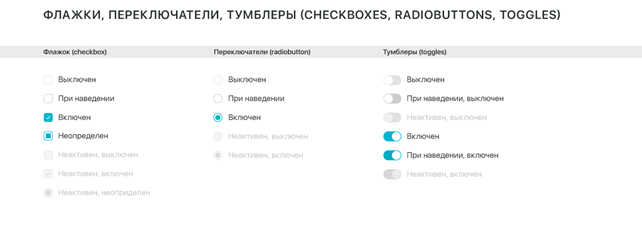 ФЛАЖКИ, ПЕРЕКЛЮЧАТЕЛИ, ТУМБЛЕРЫ (CHECKBOXES, RADIOBUTTONS, TOGGLES)
Флажок (checkbox)
Выключен
При наведении
Включен
Неопределен
Неактивен, выключен
Неактивен, включен
Неактивен, неопределен
Переключатели (radiobutton)
Выключен
При наведении
Включен
Неактивен, выключен
Неактивен, включен
Тумблеры (toggles)
Выключен
При наведении, выключен
Неактивен, выключен
Включен
При наведении, включен
Неактивен, включен